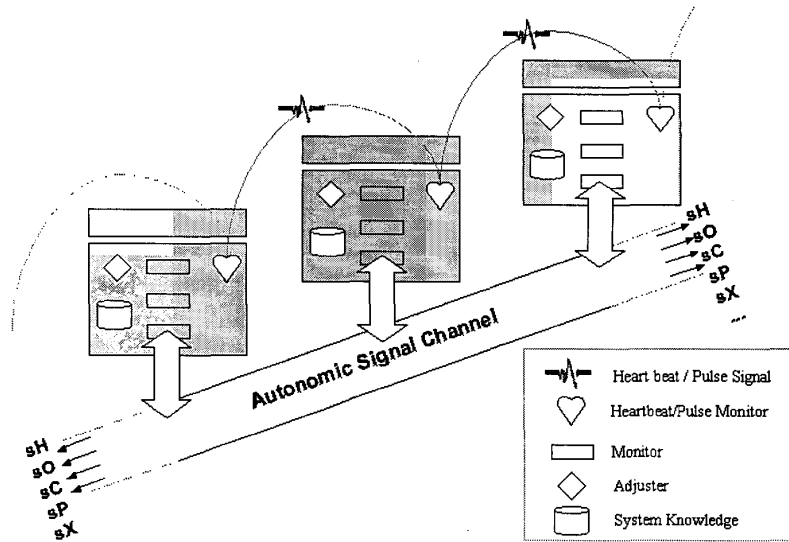 sH
sO
sC
sP
sX
...
Autonomic Signal Channel
sH
sO
sC
sP
sX
Heart beat / Pulse Signal
Heartbeat/Pulse Monitor
Monitor
Adjuster
System Knowledge